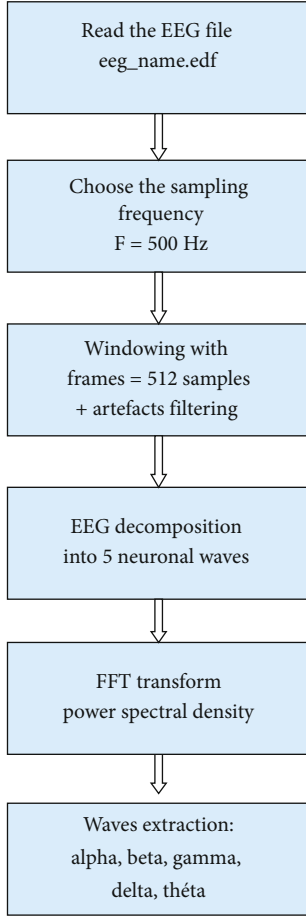 Read the EEG file
eeg_name.edf
Choose the sampling
frequency
F = 500 Hz
Windowing with
frames = 512 samples
+ artefacts filtering
EEG decomposition
into 5 neuronal waves
FFT transform
power spectral density
Waves extraction:
alpha, beta, gamma,
delta, théta